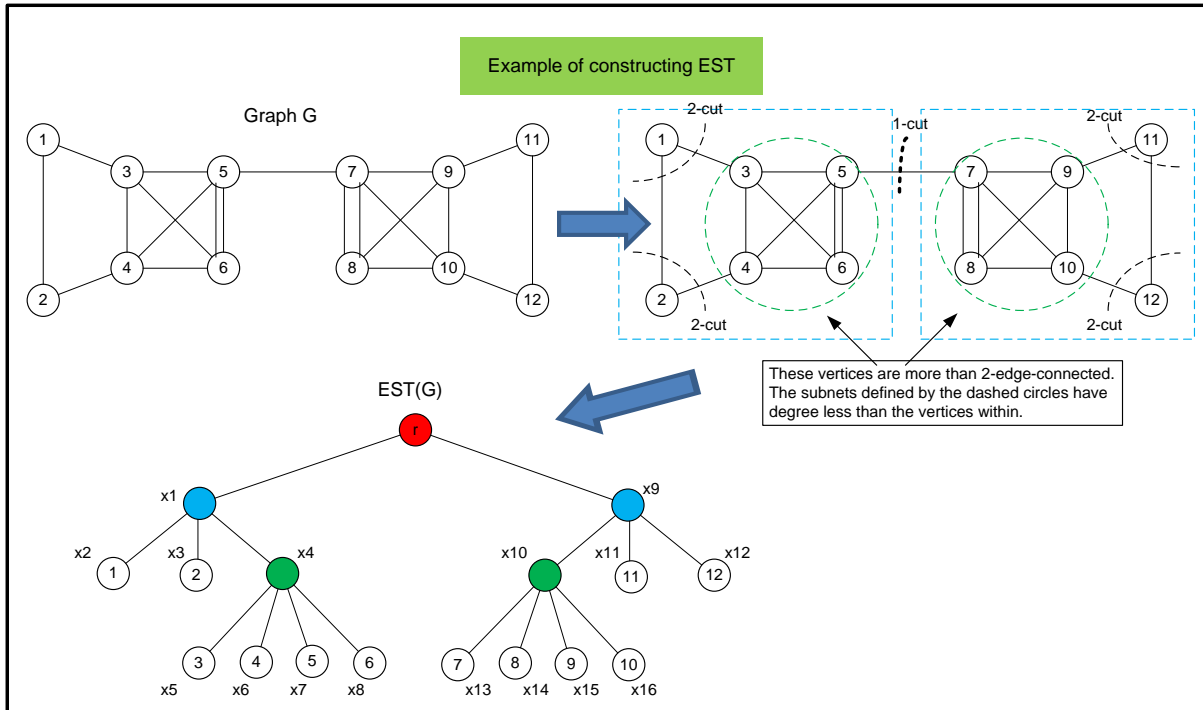 Example of constructing EST
Graph G
1
3
5
7
9
11
4
6
8
10
2
12
2-cut
1-cut
2-cut
1
3
5
7
9
11
4
6
8
10
2
12
2-cut
2-cut
These vertices are more than 2-edge-connected.
The subnets defined by the dashed circles have
degree less than the vertices within.
EST(G)
r
x1
x9
x2
x3
x4
x10
x11
x12
1
2
11
12
3
4
5
6
7
8
9
10
x5
x6
x7
x8
x13
x14
x15
x16